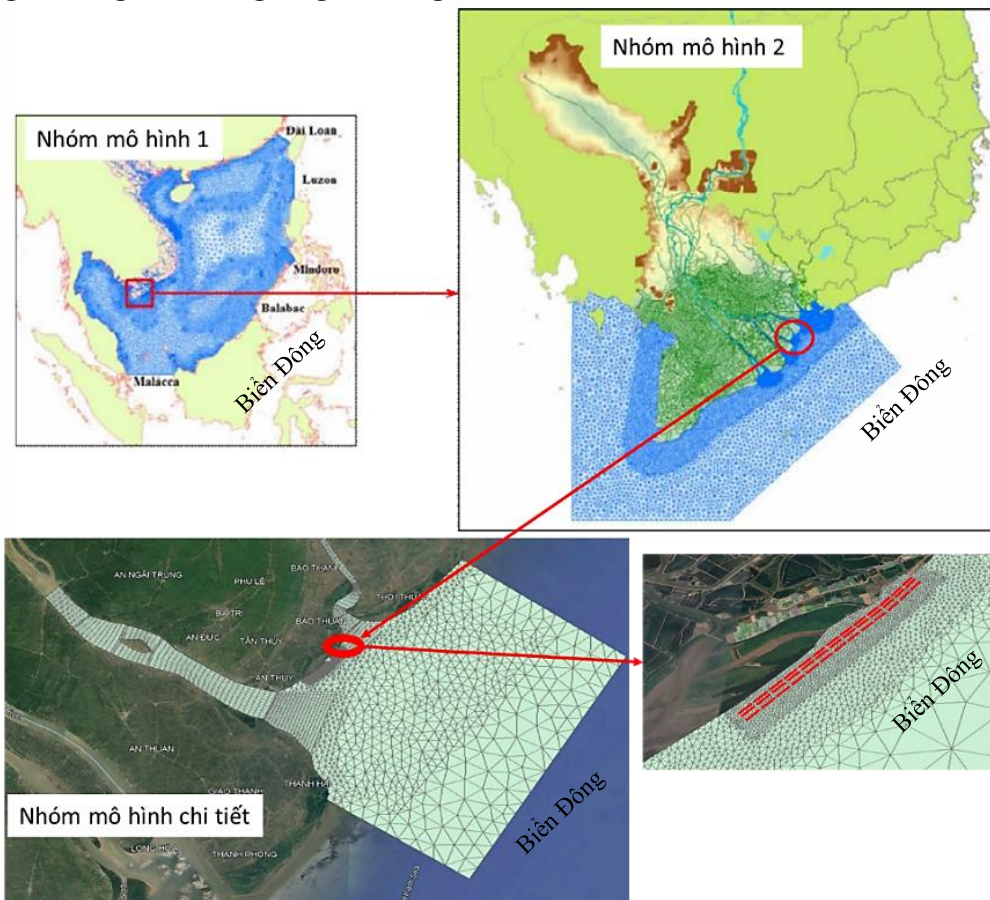 Nhóm mô hình 1
Đài Loan
Luzon
Mindoro
Balabac
Malacca
Biển Đông
Nhóm mô hình 2
Biển Đông
AN NGÃI TRUNG
PHÚ LỄ
BẢO THẠNH
THỚI THUẬN
BA TRI
BẢO THUẬN
AN ĐỨC
TÂN THỦY
AN THỦY
AN THUẬN
THẠNH HẢI
GIAO THẠNH
THẠNH PHONG
Nhóm mô hình chi tiết
Biển Đông
Biển Đông